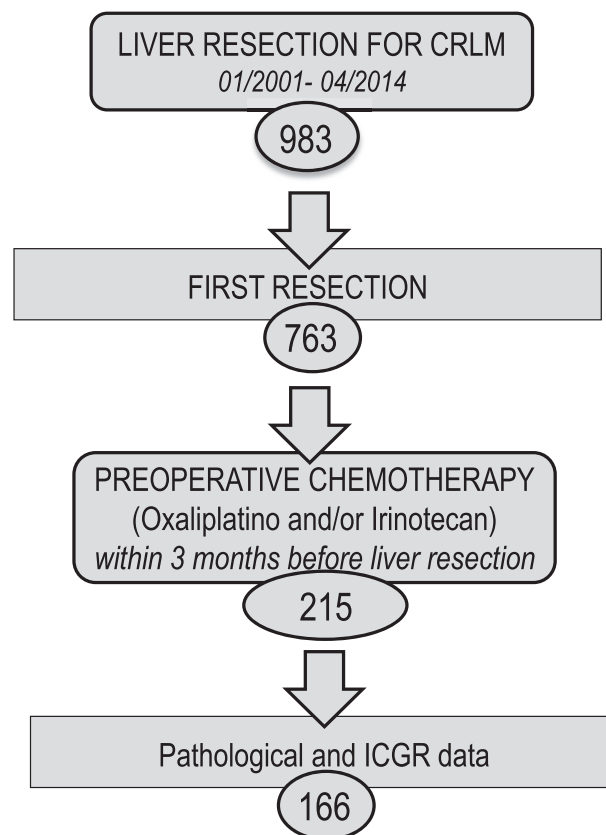 LIVER RESECTION FOR CRLM
01/2001- 04/2014
983
FIRST RESECTION
763
PREOPERATIVE CHEMOTHERAPY
(Oxaliplatino and/or Irinotecan)
within 3 months before liver resection
215
Pathological and ICGR data
166